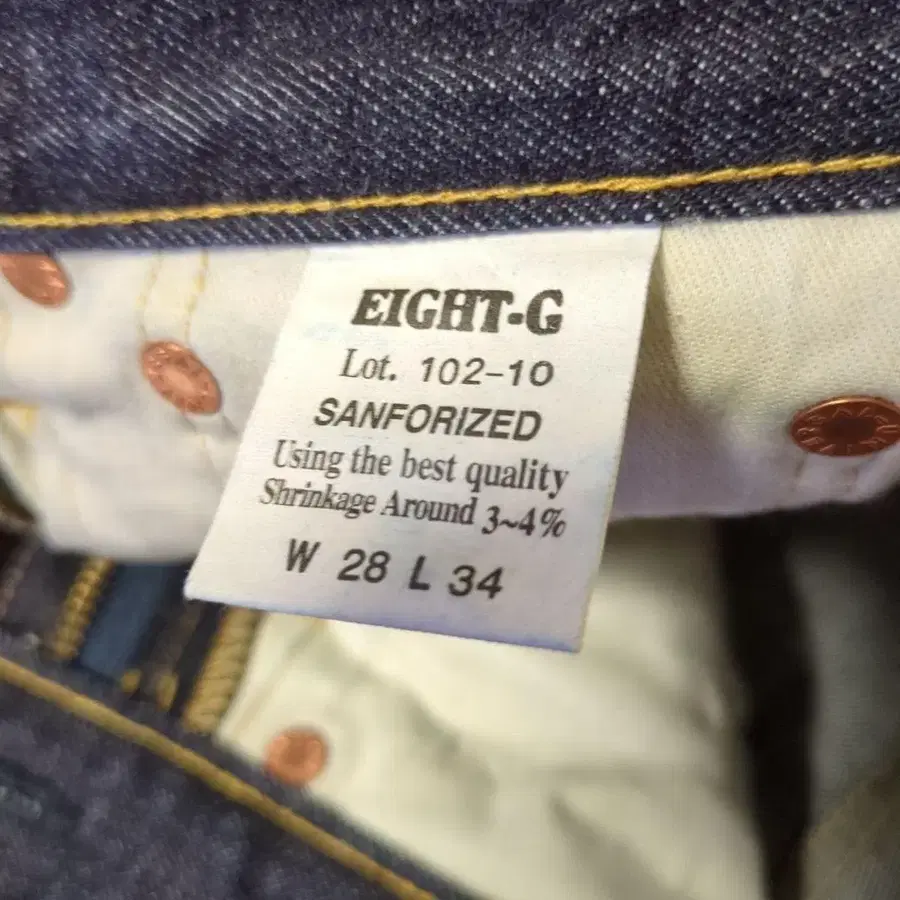 EIGHT-G
Lot. 102-10
SANFORIZED
Using the best quality
Shrinkage Around 3~4%
W 28 L 34